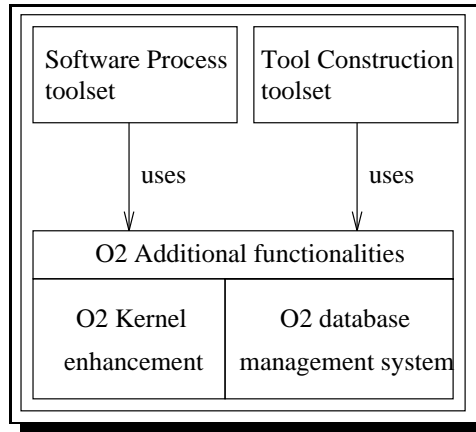 Software Process
toolset
Tool Construction
toolset
uses
uses
O2 Additional functionalities
O2 Kernel
enhancement
O2 database
management system